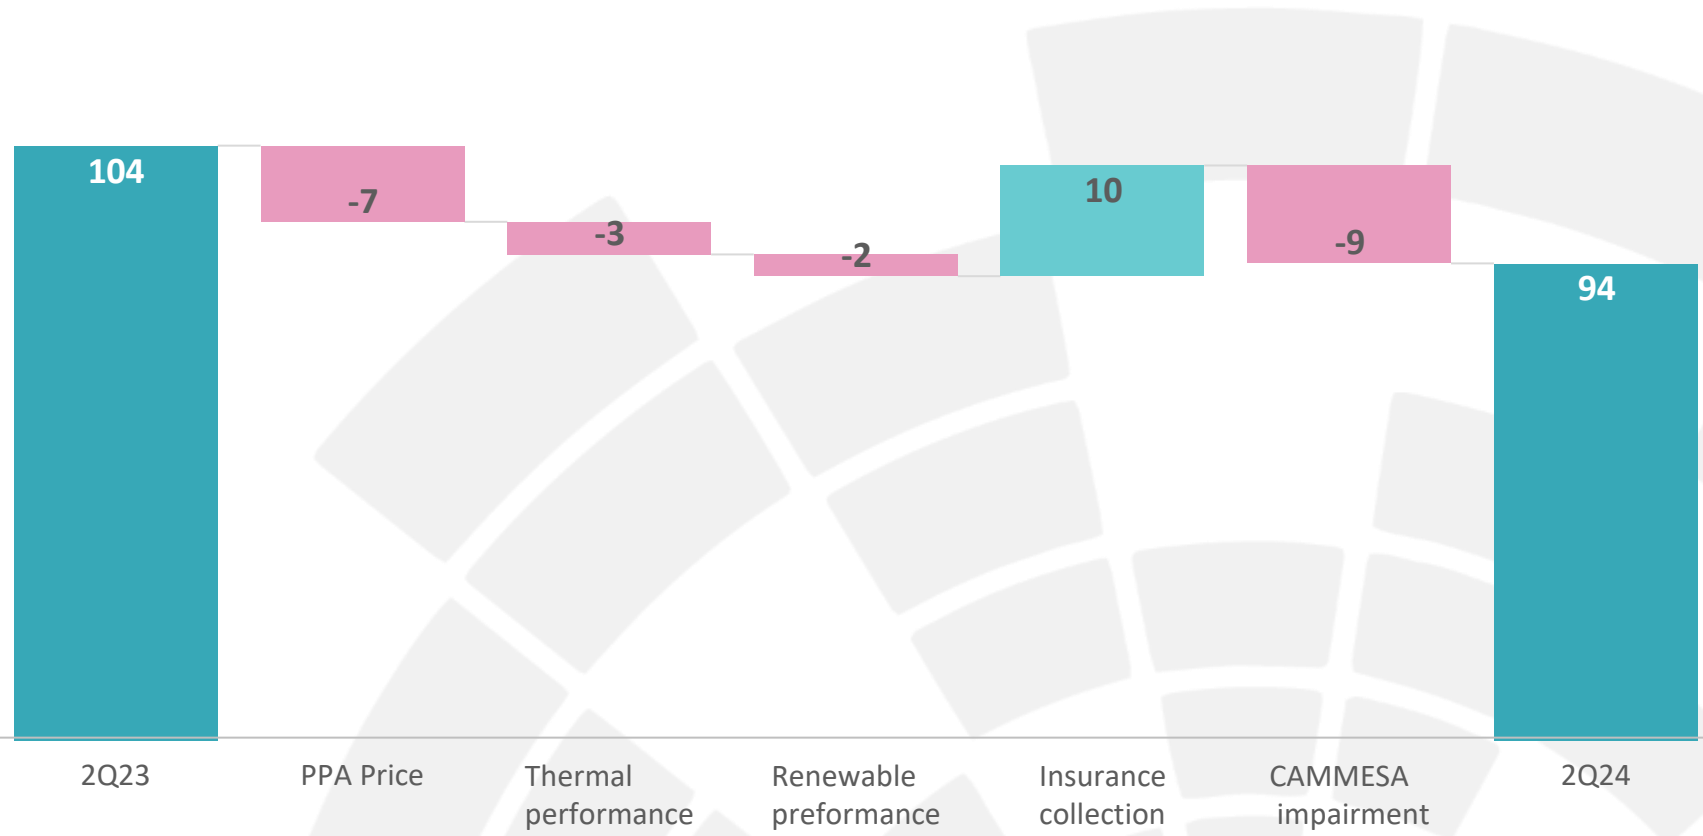 104
-7
-3
-2
10
-9
94
2Q23
PPA Price
Thermal
performance
Renewable
preformance
Insurance
collection
CAMMESA
impairment
2Q24